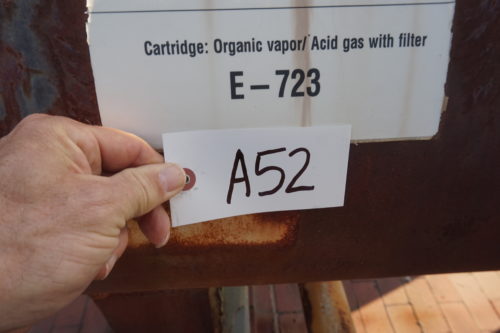 Cartridge: Organic vapor/ Acid gas with filter
E-723
A52